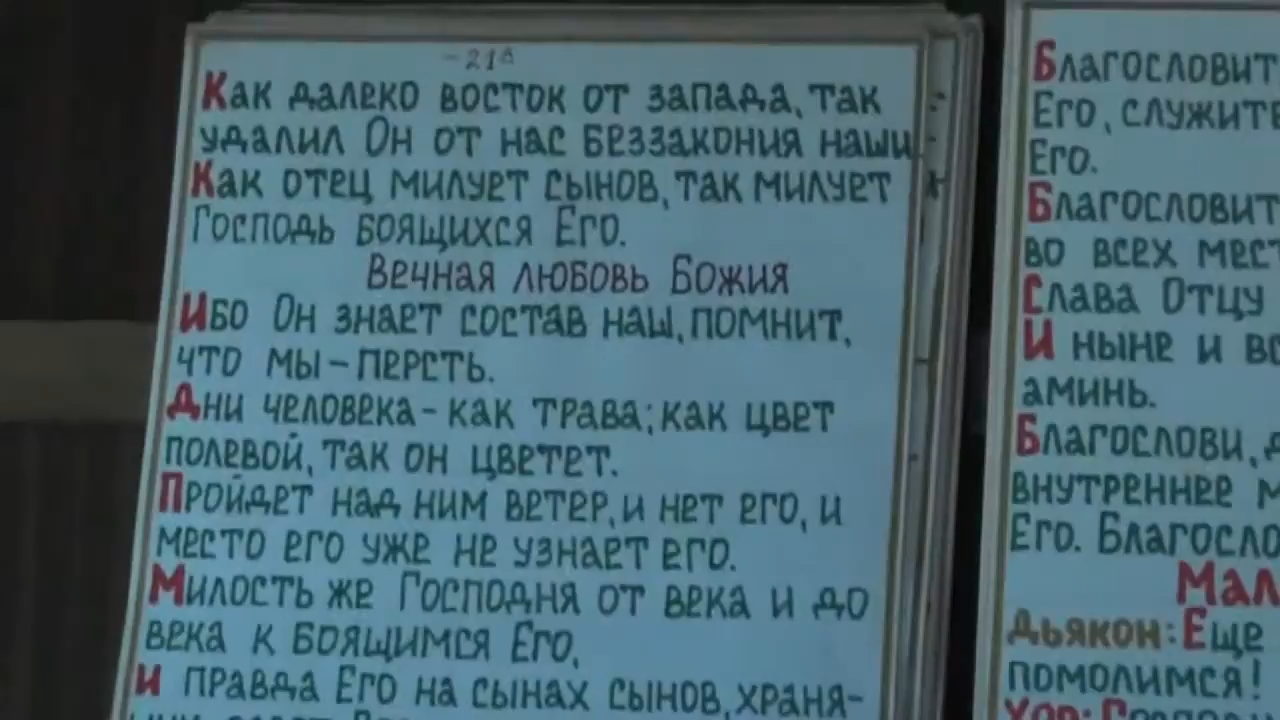 -21а
Как далеко восток от запада, так
удалил Он от нас беззакония наши.
Как отец милует сынов, так милует
Господь боящихся Его.
Вечная любовь Божия
Ибо Он знает состав наш, помнит,
что мы-персть.
Дни человека-как трава; как цвет
полевой, так он цветет.
Пройдет над ним ветер, и нет его, и
место его уже не узнает его.
Милость же Господня от века и до
века к боящимся Его,
и правда Его на сынах сынов, храня-
Благословит
Его, служите
Его.
Благословит
во всех мест
Слава Отцу
И ныне и во
аминь.
Благослови, д
внутреннее м
Его. Благосло
Мал
Дьякон: Еще
помолимся!
Хор: